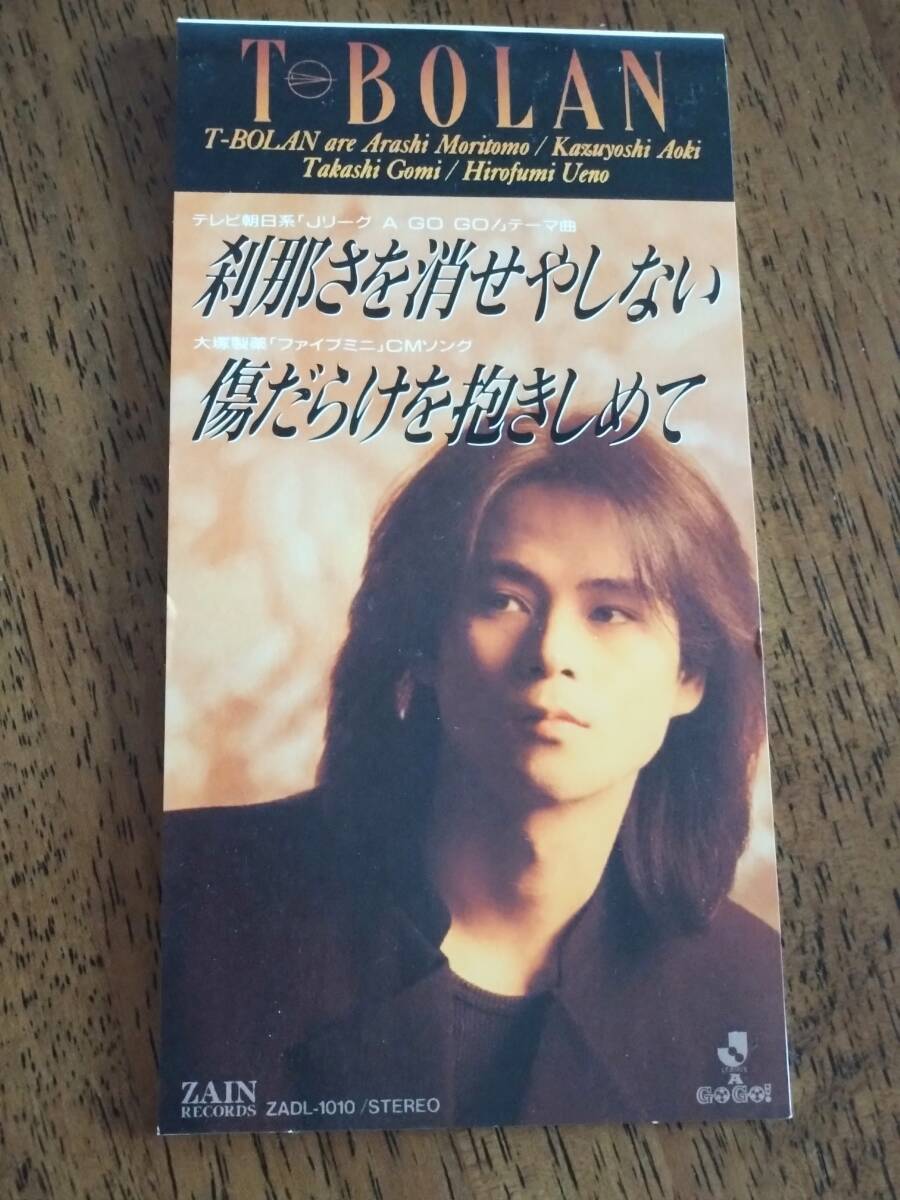 T-BOLAN
T-BOLAN are Arashi Moritomo / Kazuyoshi Aoki
Takashi Gomi / Hirofumi Ueno
テレビ朝日系「Jリーグ A GO GO!」テーマ曲
刹那さを消せやしない
大塚製薬「ファイブミニ」CMソング
傷だらけを抱きしめて
J.LEAGUE
A
GOGO!
ZAIN
RECORDS ZADL-1010 /STEREO